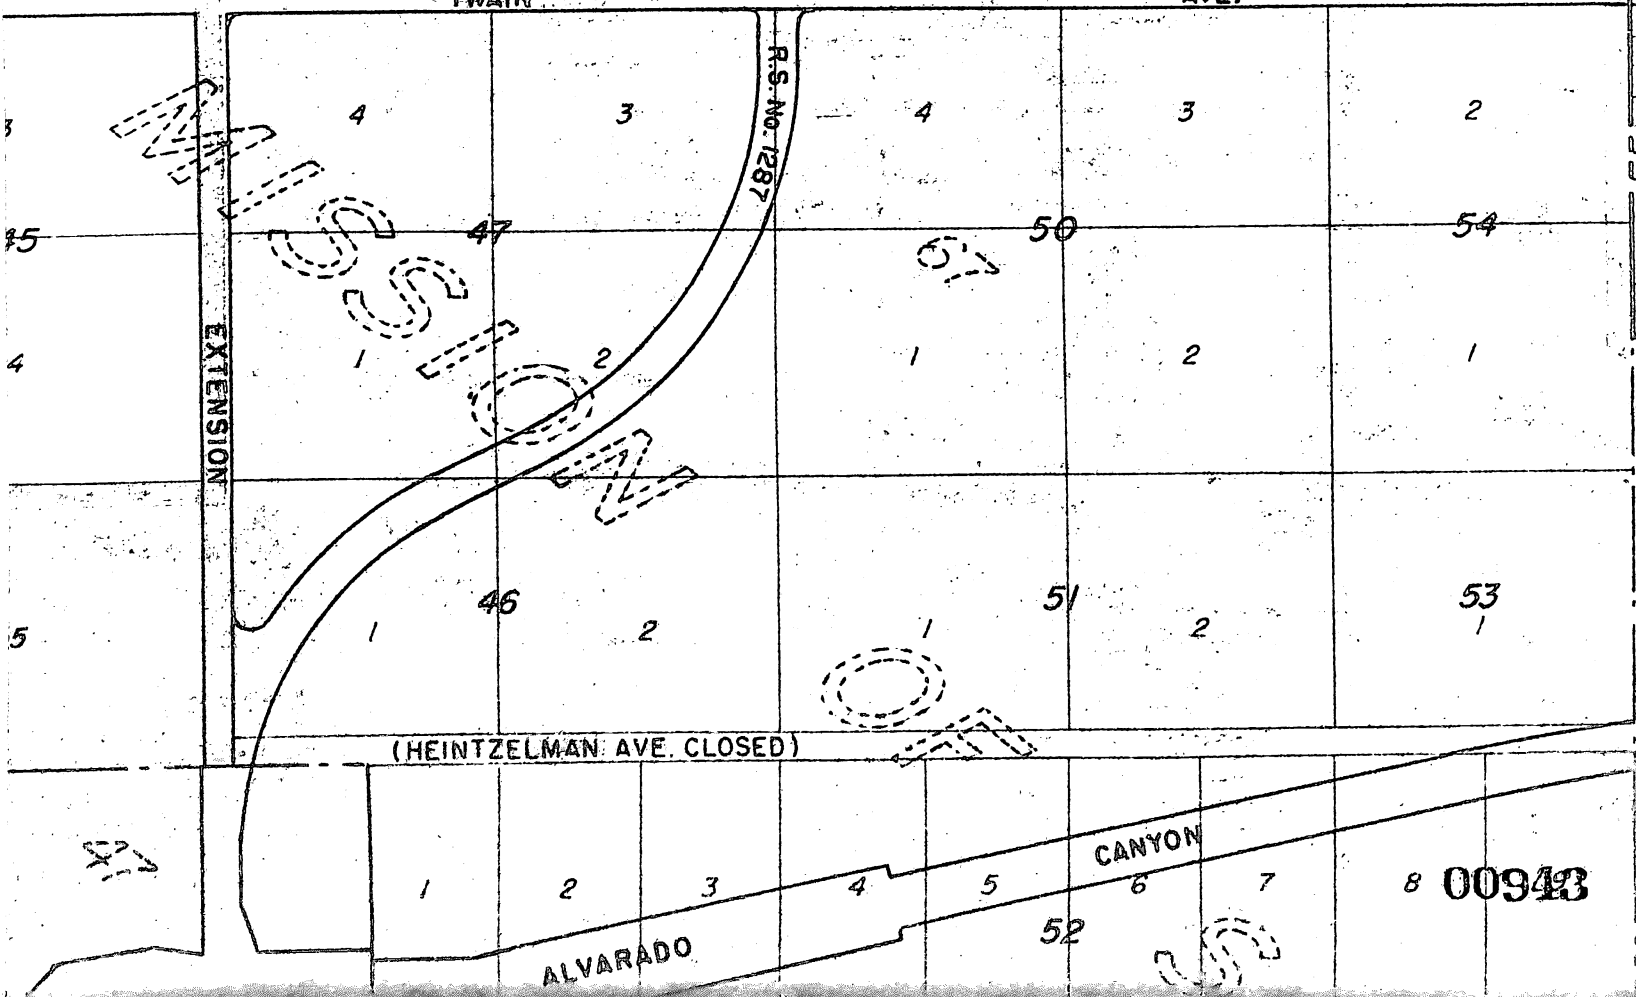 TWAIN AVE.
R.S. No. 1287
4 3 4 3 2
3
45 47 50 54
MISSION
1 2 1 2 1
4
EXTENSION
46 51 53
5 1 2 1 2 1
OF
(HEINTZELMAN AVE. CLOSED)
CANYON
1 2 3 4 5 6 7 8
52
ALVARADO
S